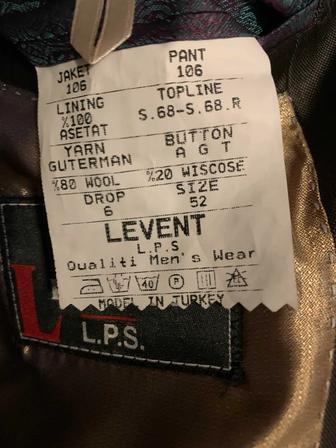 JAKET PANT
106 106
LINING TOPLINE
%100 S.68-S.68.R
ASETAT
YARN BUTTON
GUTERMAN A G T
%80 WOOL %20 WISCOSE
DROP SIZE
6 52
LEVENT
L.P.S
Qualiti Men's Wear
40 P
MADE IN TURKEY
L
L.P.S.